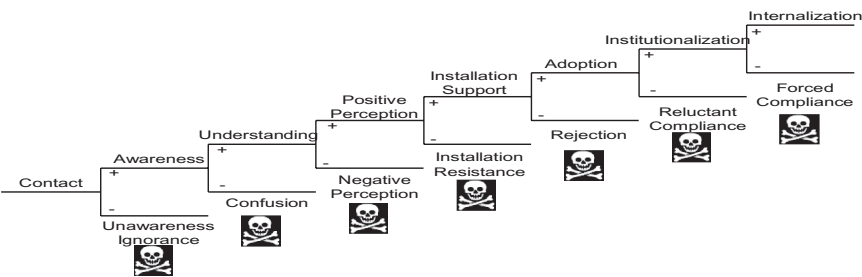 Contact
Awareness
+
-
Unawareness
Ignorance
Understanding
+
-
Confusion
Positive
Perception
+
-
Negative
Perception
Installation
Support
+
-
Installation
Resistance
Adoption
+
-
Rejection
Institutionalization
+
-
Reluctant
Compliance
Internalization
+
-
Forced
Compliance